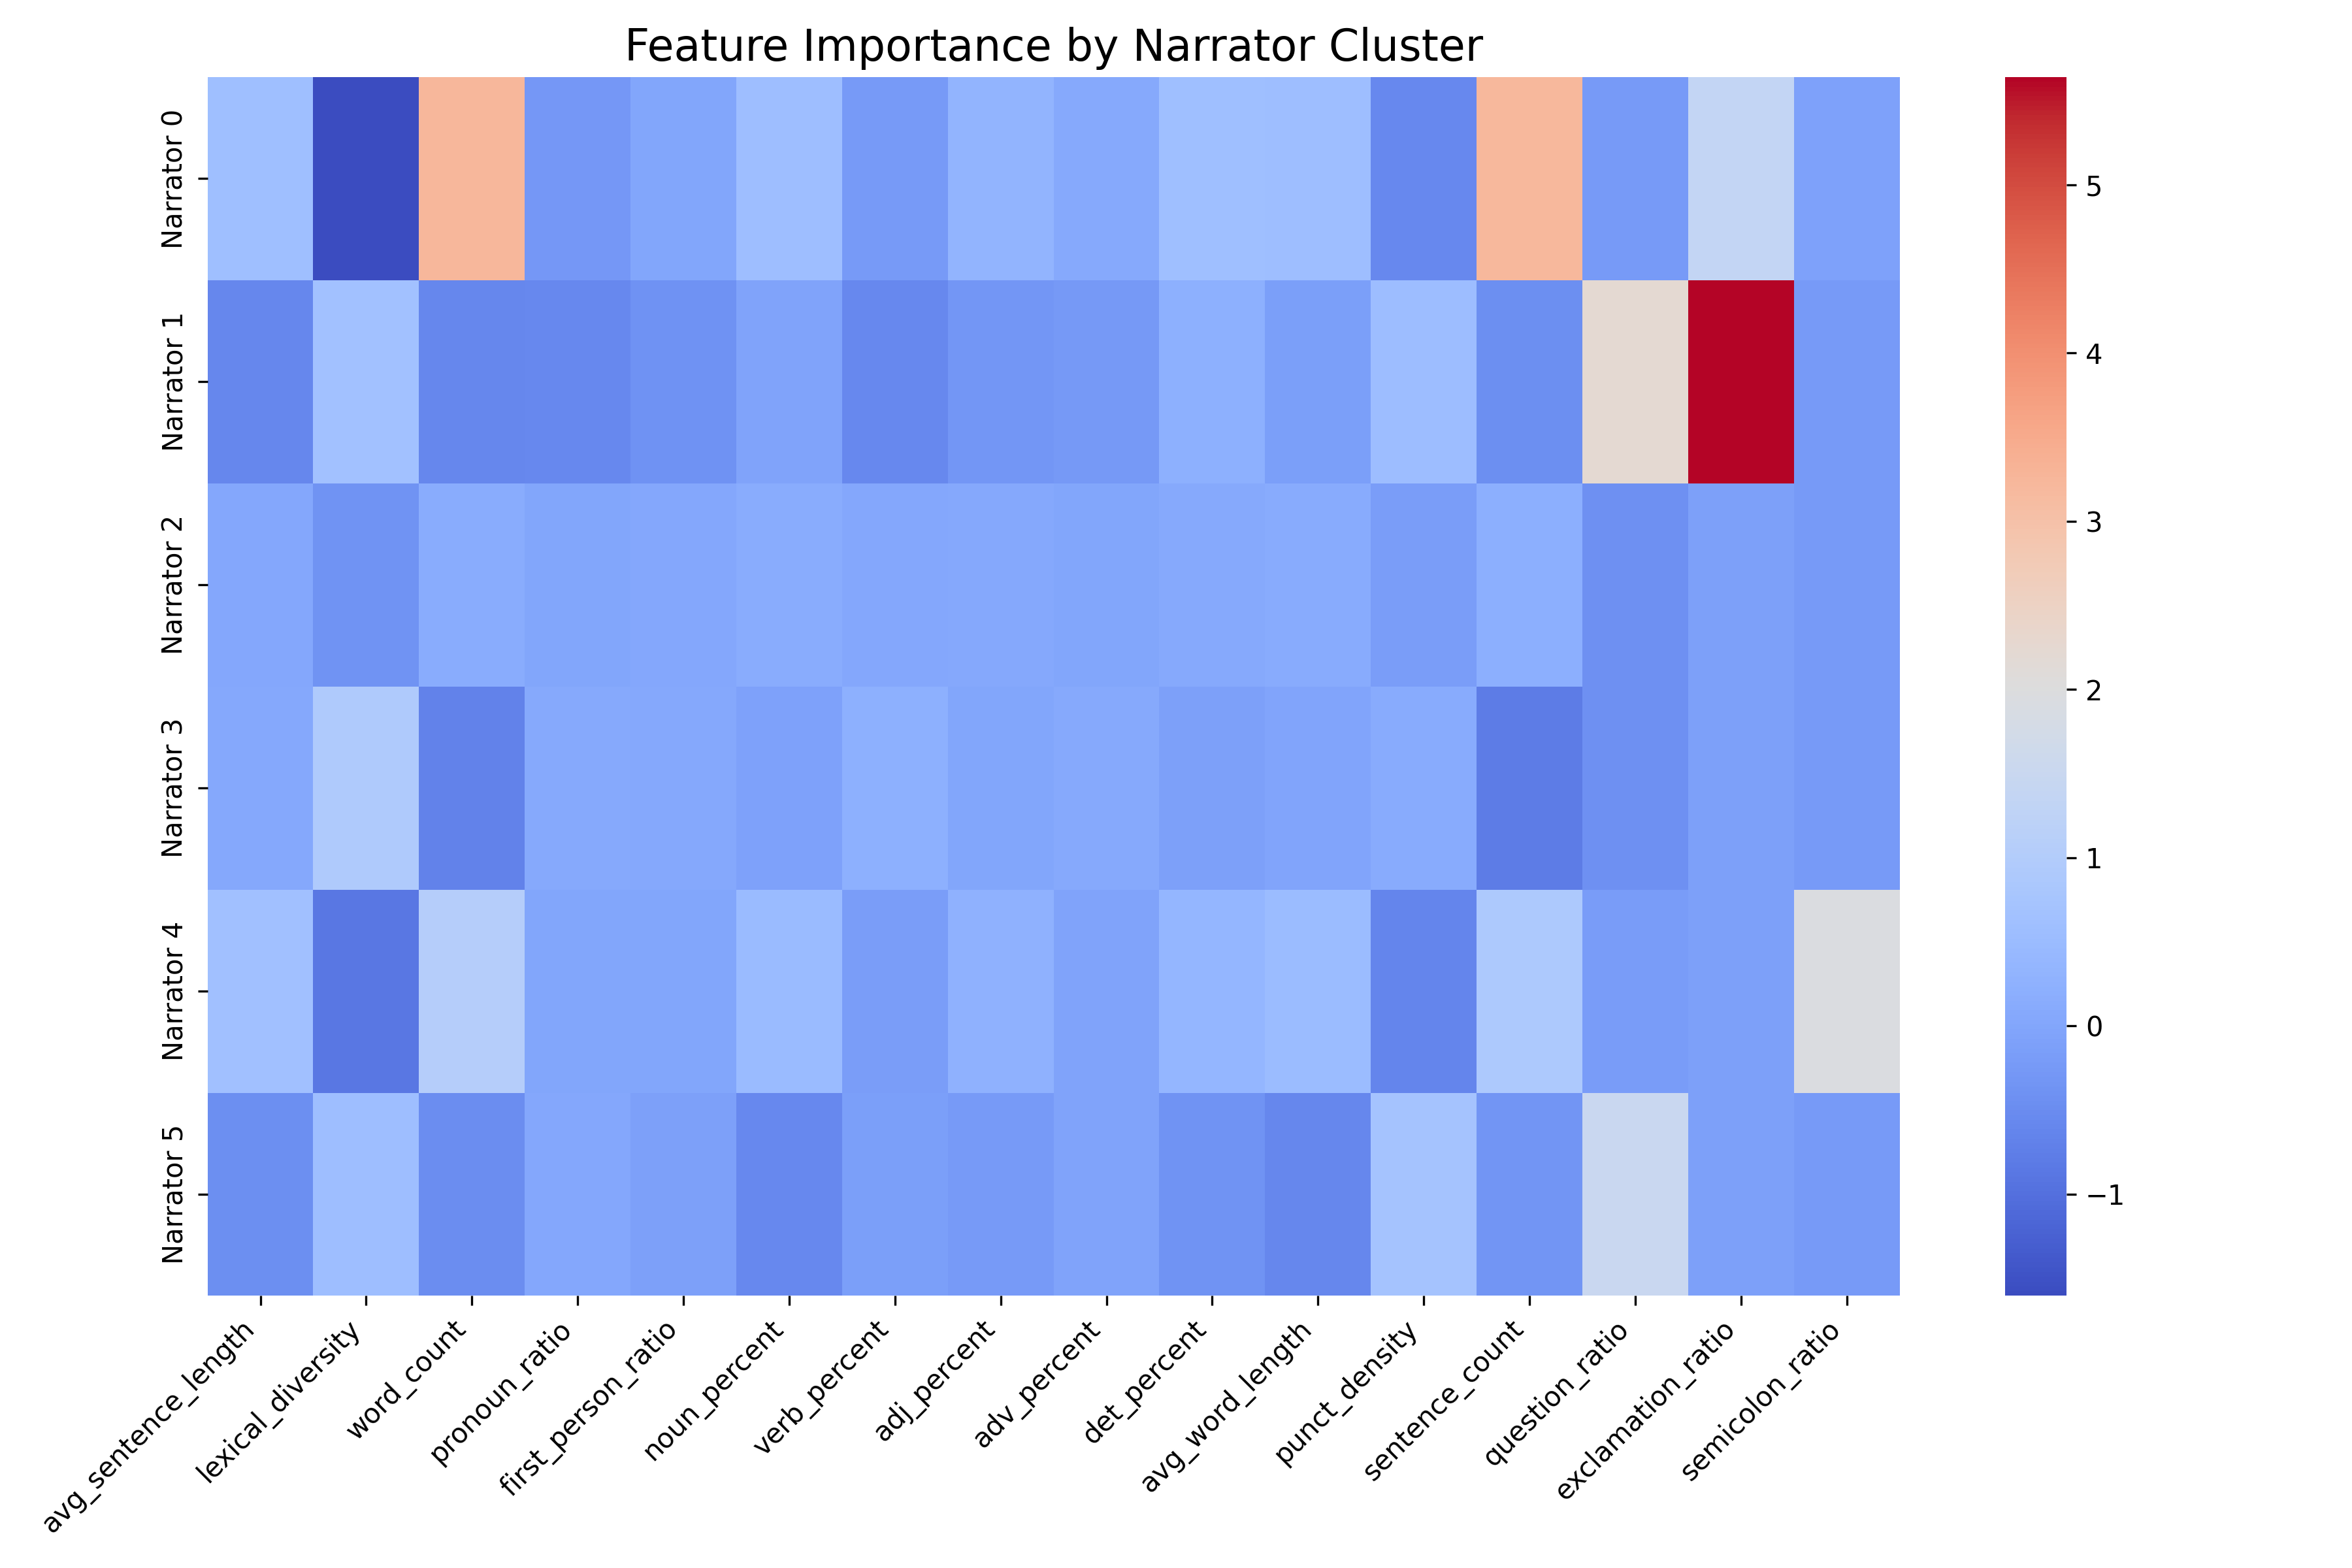 Feature Importance by Narrator Cluster
Narrator 0
Narrator 1
Narrator 2
Narrator 3
Narrator 4
Narrator 5
avg_sentence_length
lexical_diversity
word_count
pronoun_ratio
first_person_ratio
noun_percent
verb_percent
adj_percent
adv_percent
det_percent
avg_word_length
punct_density
sentence_count
question_ratio
exclamation_ratio
semicolon_ratio
5
4
3
2
1
0
−1